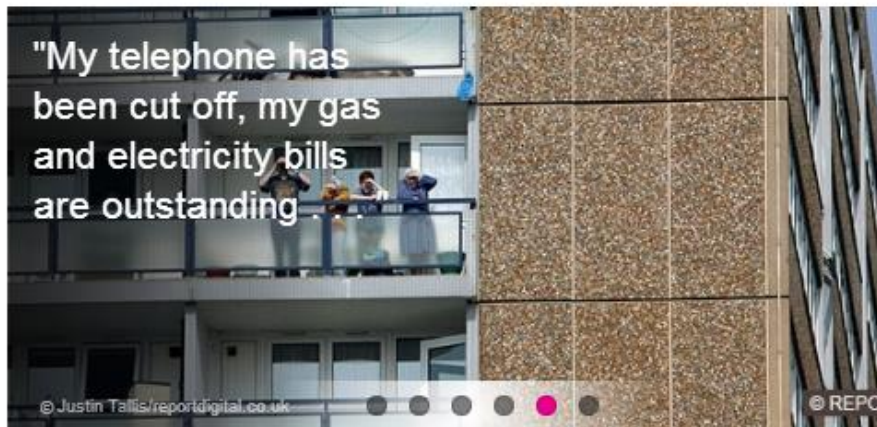 "My telephone has
been cut off, my gas
and electricity bills
are outstanding . . .
© Justin Tallis/reportdigital.co.uk
© REPO